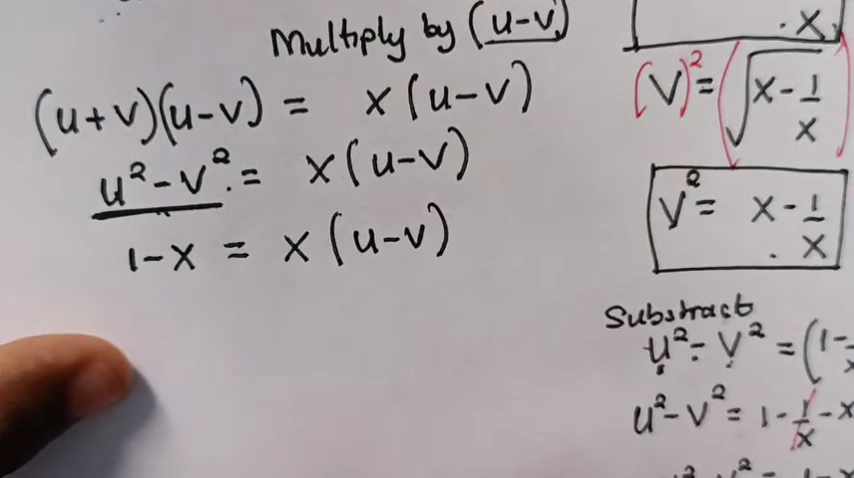 Multiply by (u-v)
(u+v)(u-v) = x(u-v)
u²-v². = x(u-v)
1-x = x(u-v)
. x
(v)² = (√x-1/x)
v² = x-1/x
Substract
u²-v² = (1-
u²-v² = 1-1/x-x